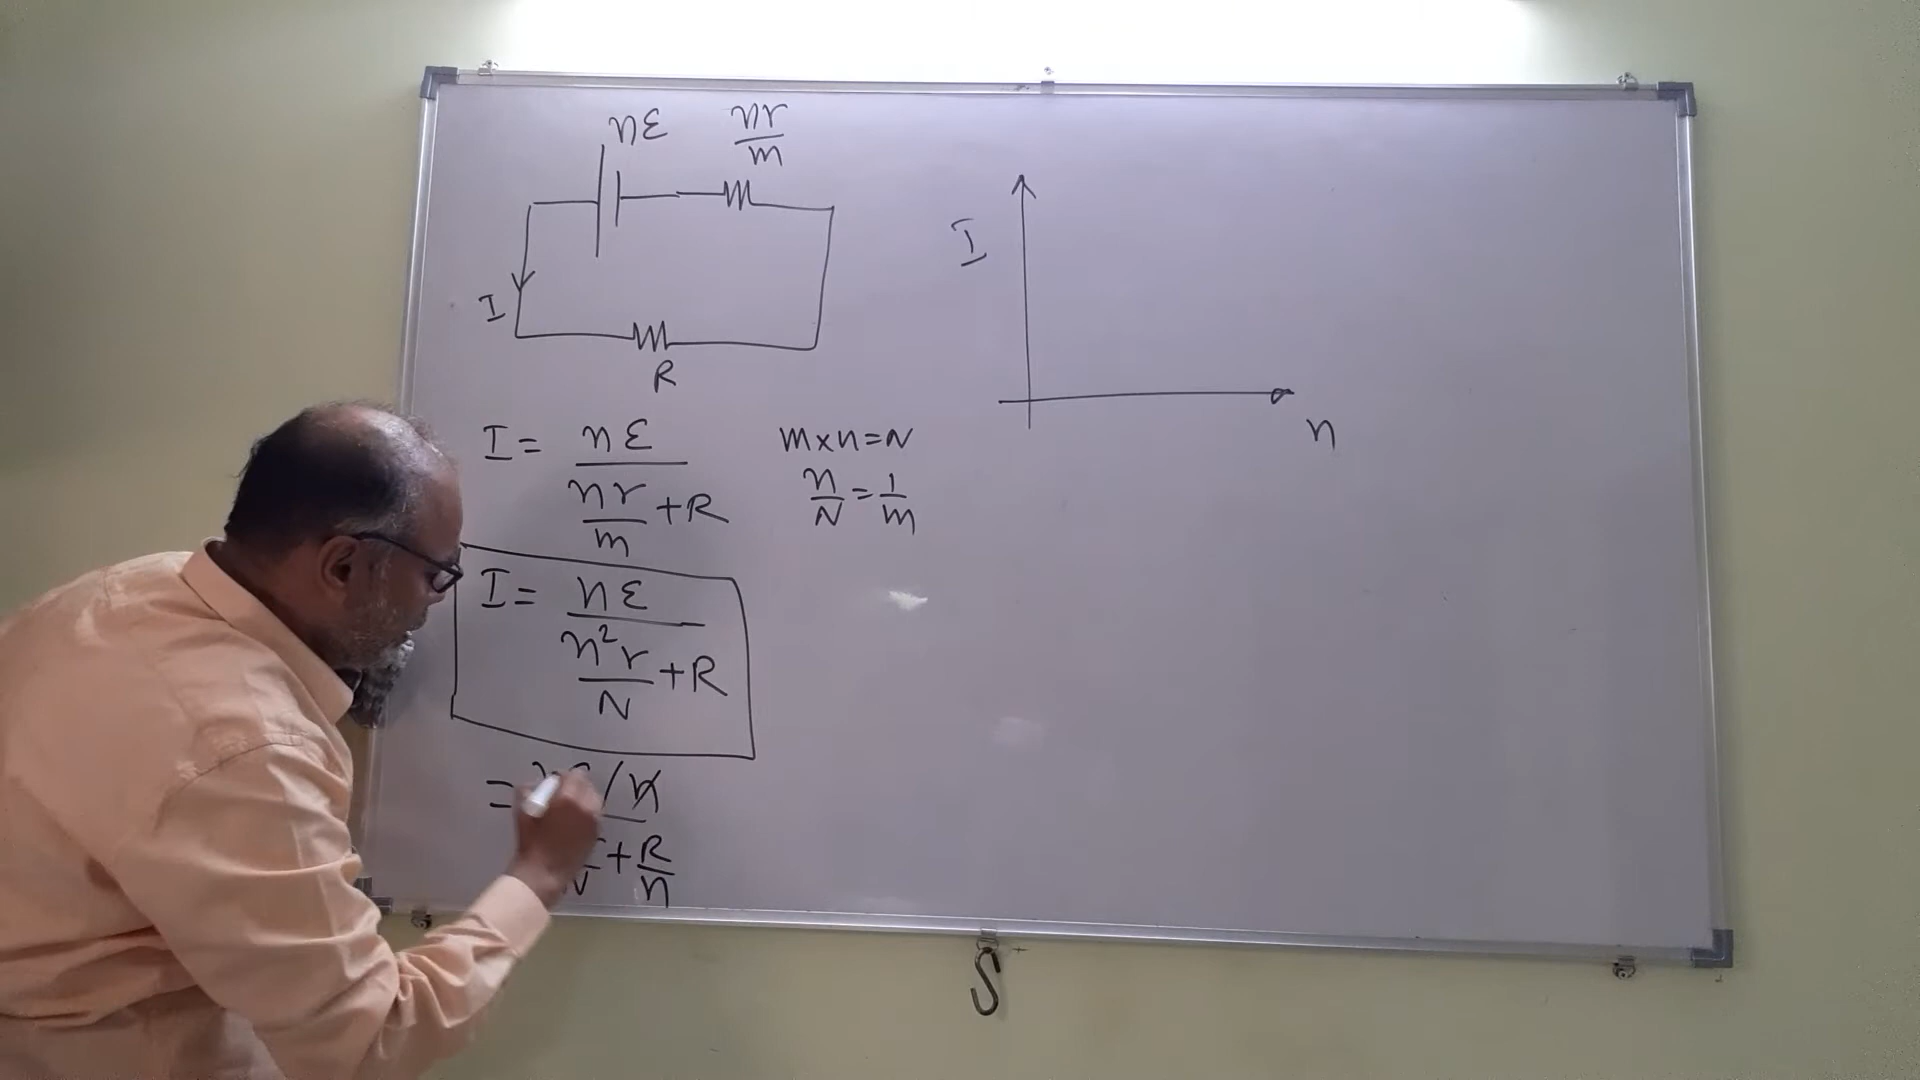 nε nr/m
I
R
I
n
I = nε / (nr/m + R)
m×n=N
n/N = 1/m
I = nε / (n²r/N + R)
= /n
+ R/n